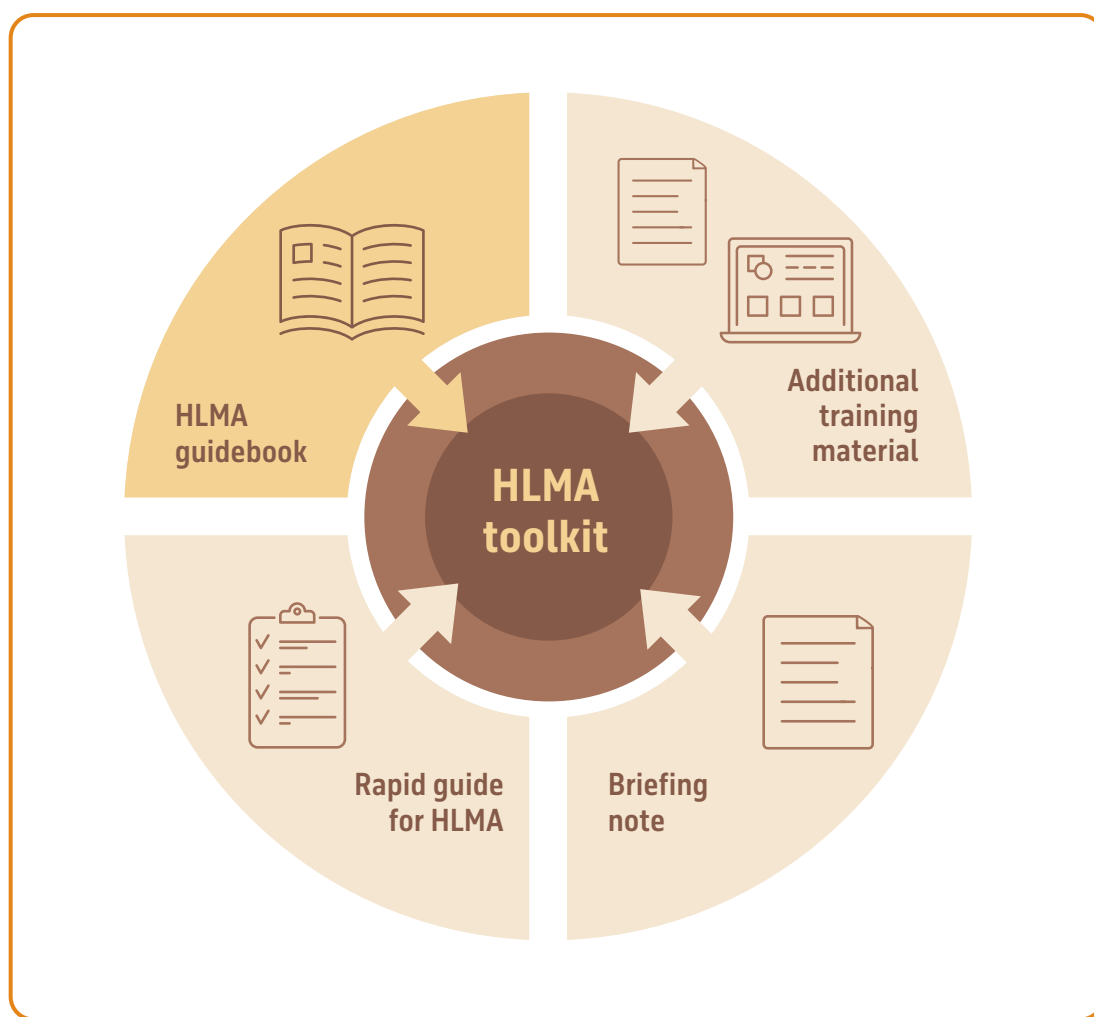 HLMA
guidebook
Additional
training
material
HLMA
toolkit
Rapid guide
for HLMA
Briefing
note